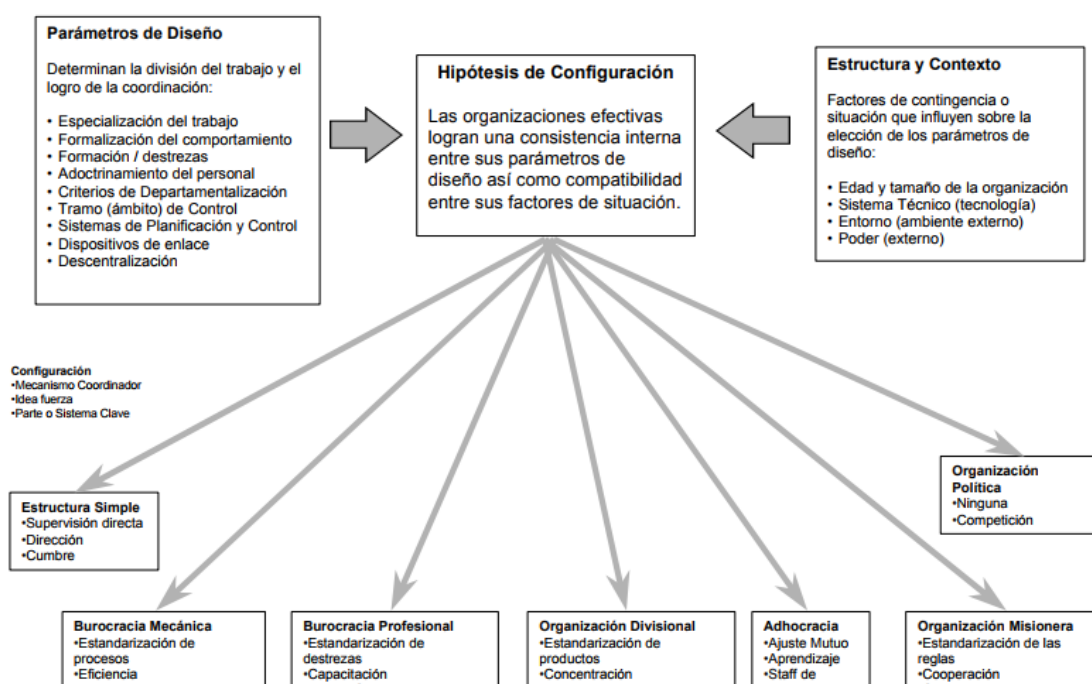 Parámetros de Diseño
Determinan la división del trabajo y el
logro de la coordinación:
• Especialización del trabajo
• Formalización del comportamiento
• Formación / destrezas
• Adoctrinamiento del personal
• Criterios de Departamentalización
• Tramo (ámbito) de Control
• Sistemas de Planificación y Control
• Dispositivos de enlace
• Descentralización
Hipótesis de Configuración
Las organizaciones efectivas
logran una consistencia interna
entre sus parámetros de
diseño así como compatibilidad
entre sus factores de situación.
Estructura y Contexto
Factores de contingencia o
situación que influyen sobre la
elección de los parámetros de
diseño:
• Edad y tamaño de la organización
• Sistema Técnico (tecnología)
• Entorno (ambiente externo)
• Poder (externo)
Configuración
•Mecanismo Coordinador
•Idea fuerza
•Parte o Sistema Clave
Estructura Simple
•Supervisión directa
•Dirección
•Cumbre
Organización
Política
•Ninguna
•Competición
Burocracia Mecánica
•Estandarización de
procesos
•Eficiencia
Burocracia Profesional
•Estandarización de
destrezas
•Capacitación
Organización Divisional
•Estandarización de
productos
•Concentración
Adhocracia
•Ajuste Mutuo
•Aprendizaje
•Staff de
Organización Misionera
•Estandarización de las
reglas
•Cooperación